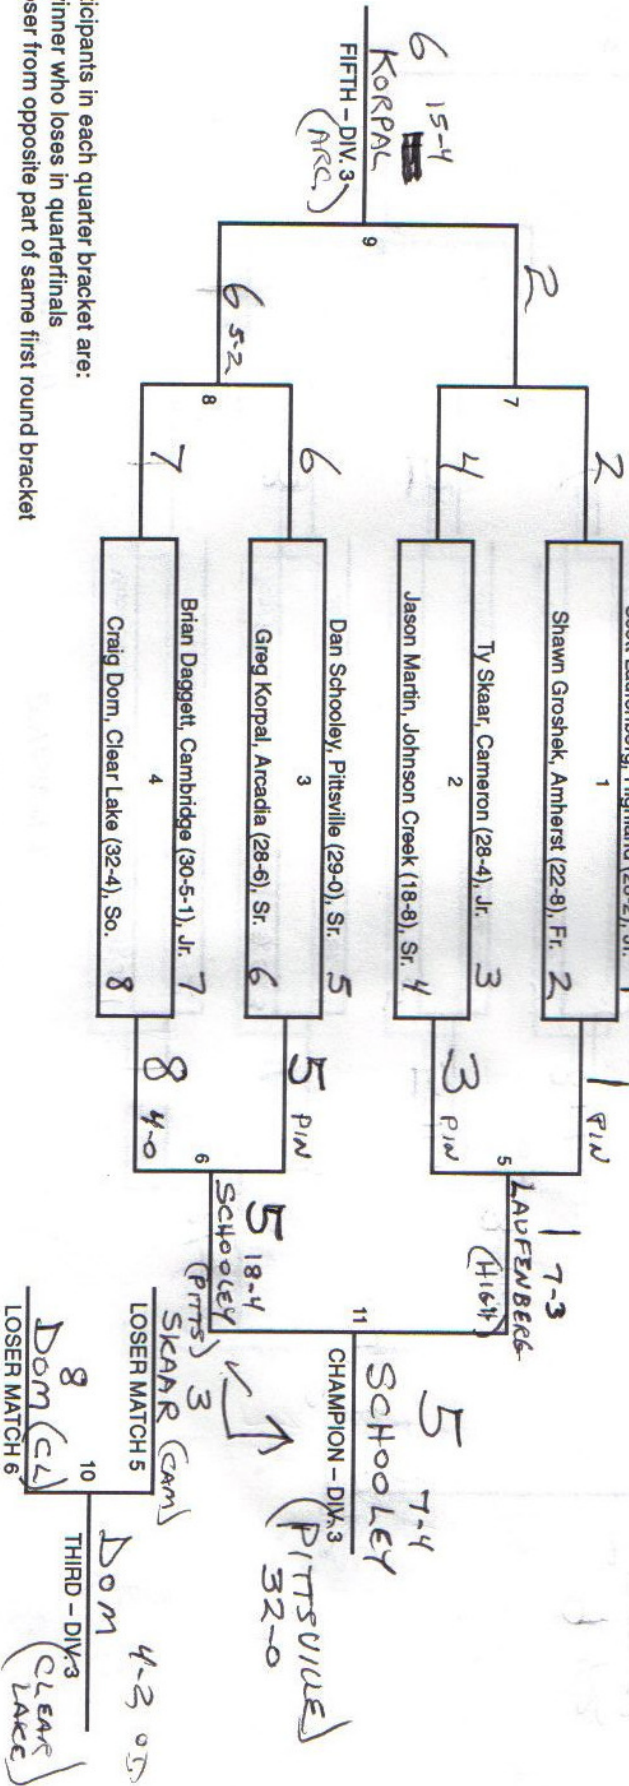 Laufenberg, Highland
2
1
1 PIN
Shawn Groshek, Amherst (22-8), Fr. 2
2
7
5
1 7-3
LAUFENBERG
(HIGH)
Ty Skaar, Cameron (28-4), Jr. 3
4
2
3 PIN
Jason Martin, Johnson Creek (18-8), Sr. 4
6 15-4
KORPAL
FIFTH – DIV. 3
(ARC.)
9
11
5 7-4
SCHOOLEY
CHAMPION – DIV. 3
(PITTSVILLE)
32-0
Dan Schooley, Pittsville (29-0), Sr. 5
6
3
5 PIN
Greg Korpal, Arcadia (28-6), Sr. 6
6 5-2
8
6
5 18-4
SCHOOLEY
(PITTS)
Brian Daggett, Cambridge (30-5-1), Jr. 7
7
4
8 4-0
Craig Dom, Clear Lake (32-4), So. 8
3
SKAAR (CAM)
LOSER MATCH 5
10
DOM 4-2, OT
THIRD – DIV. 3
(CLEAR LAKE)
8
DOM (CL)
LOSER MATCH 6
participants in each quarter bracket are:
winner who loses in quarterfinals
loser from opposite part of same first round bracket